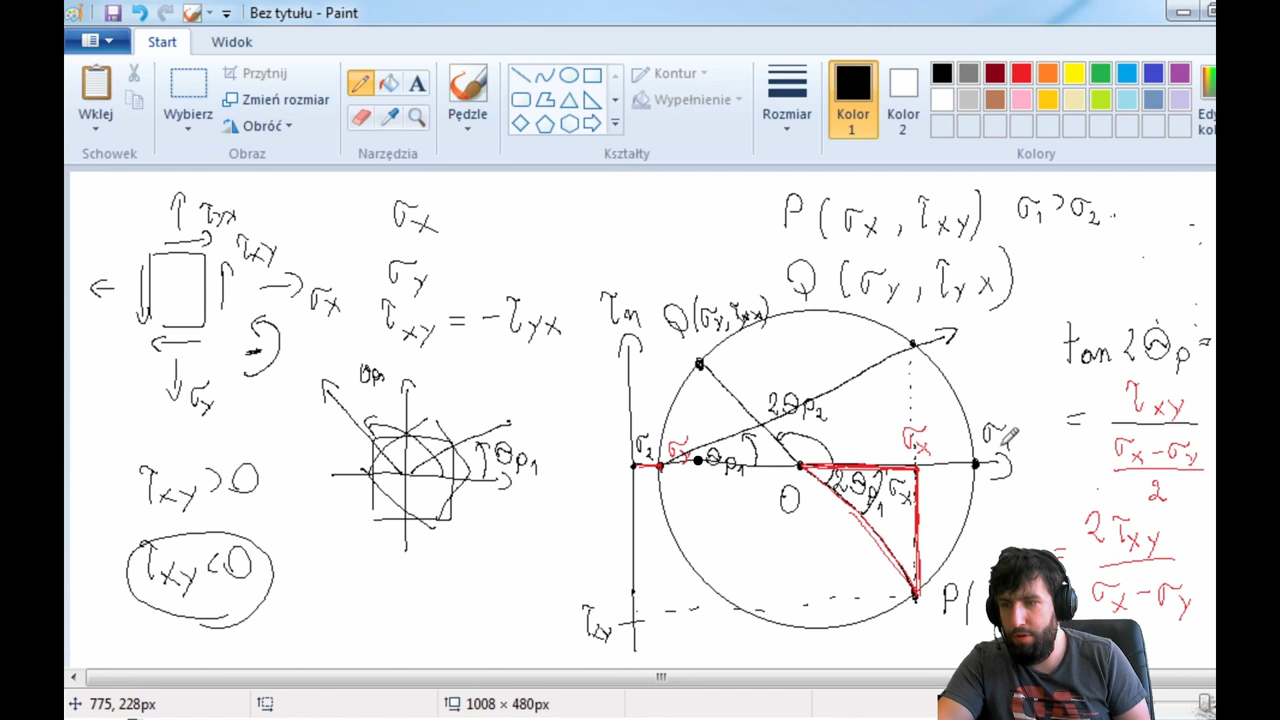 Bez tytułu - Paint
Start
Widok
Wklej
Wybierz
Przytnij
Zmień rozmiar
Obróć
Pędzle
Kontur
Wypełnienie
Rozmiar
Kolor 1
Kolor 2
Schowek
Obraz
Narzędzia
Kształty
Kolory
τyx
τxy
σx
σy
τxy > 0
τxy < 0
σx
σy
τxy = -τyx
θp1
P(σx, τxy) σ1 > σ2
Q(σy, τyx)
τn
Q(σy, τyx)
2θp2
σ2
σy
θp1
O
2θp1
σx
σx
P(
τxy
tan 2θp =
= τxy / (σx - σy)/2
= 2τxy / σx - σy
775, 228px
1008 × 480px